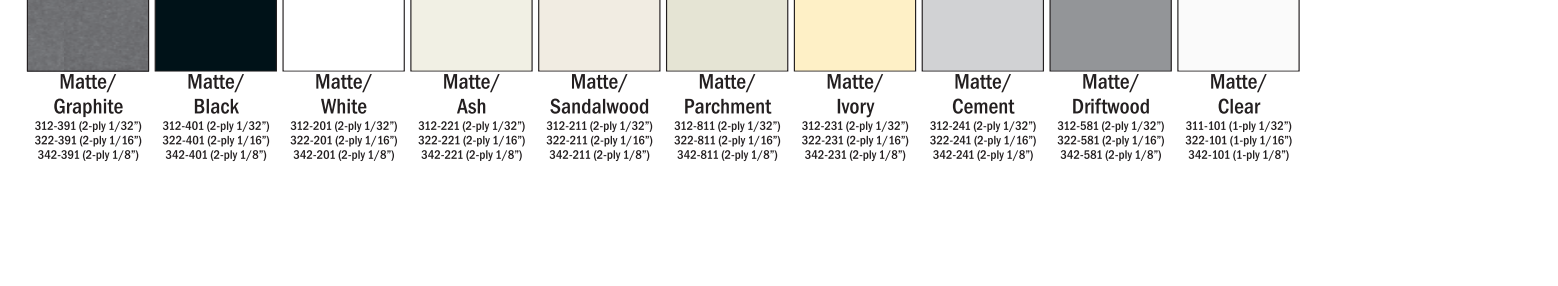 Matte/ Matte/ Matte/ Matte/ Matte/ Matte/ Matte/ Matte/ Matte/ Matte/
Graphite Black White Ash Sandalwood Parchment Ivory Cement Driftwood Clear
312-391 (2-ply 1/32”) 312-401 (2-ply 1/32”) 312-201 (2-ply 1/32”) 312-221 (2-ply 1/32”) 312-211 (2-ply 1/32”) 312-811 (2-ply 1/32”) 312-231 (2-ply 1/32”) 312-241 (2-ply 1/32”) 312-581 (2-ply 1/32”) 311-101 (1-ply 1/32”)
322-391 (2-ply 1/16”) 322-401 (2-ply 1/16”) 322-201 (2-ply 1/16”) 322-221 (2-ply 1/16”) 322-211 (2-ply 1/16”) 322-811 (2-ply 1/16”) 322-231 (2-ply 1/16”) 322-241 (2-ply 1/16”) 322-581 (2-ply 1/16”) 322-101 (1-ply 1/16”)
342-391 (2-ply 1/8”) 342-401 (2-ply 1/8”) 342-201 (2-ply 1/8”) 342-221 (2-ply 1/8”) 342-211 (2-ply 1/8”) 342-811 (2-ply 1/8”) 342-231 (2-ply 1/8”) 342-241 (2-ply 1/8”) 342-581 (2-ply 1/8”) 342-101 (1-ply 1/8”)